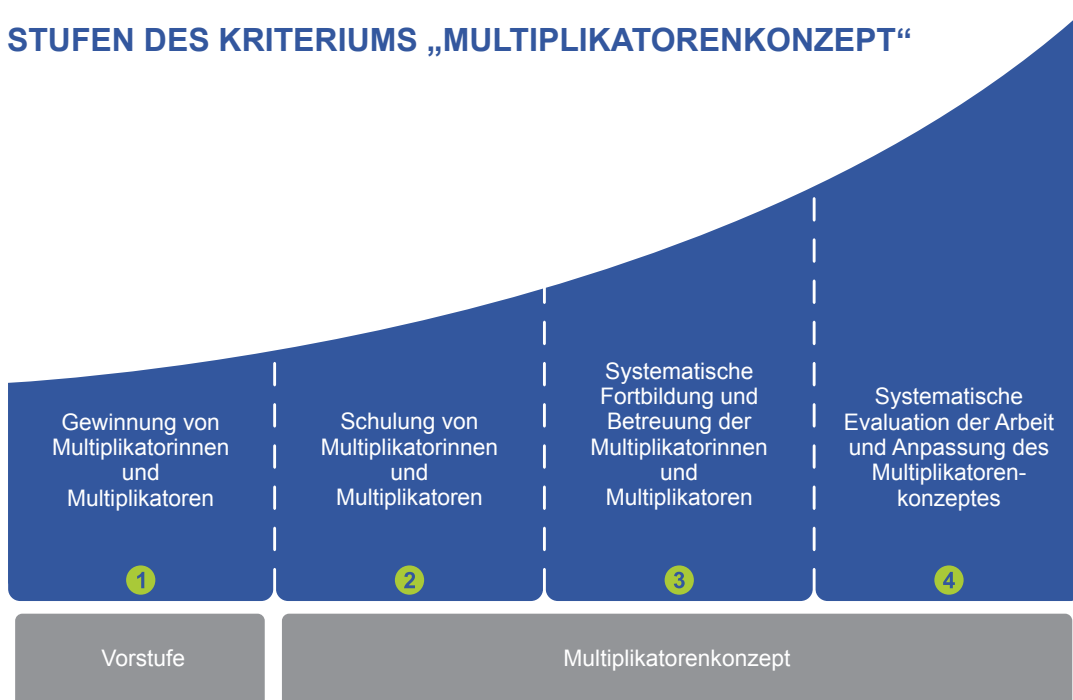 STUFEN DES KRITERIUMS „MULTIPLIKATORENKONZEPT“
Gewinnung von
Multiplikatorinnen
und
Multiplikatoren
1
Schulung von
Multiplikatorinnen
und
Multiplikatoren
2
Systematische
Fortbildung und
Betreuung der
Multiplikatorinnen
und
Multiplikatoren
3
Systematische
Evaluation der Arbeit
und Anpassung des
Multiplikatoren-
konzeptes
4
Vorstufe
Multiplikatorenkonzept